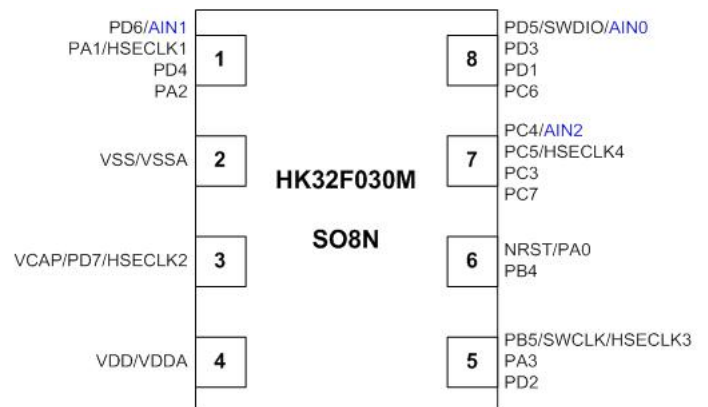 PD6/AIN1
PA1/HSECLK1
PD4
PA2
1
VSS/VSSA
2
VCAP/PD7/HSECLK2
3
VDD/VDDA
4
HK32F030M
SO8N
8
PD5/SWDIO/AIN0
PD3
PD1
PC6
7
PC4/AIN2
PC5/HSECLK4
PC3
PC7
6
NRST/PA0
PB4
5
PB5/SWCLK/HSECLK3
PA3
PD2